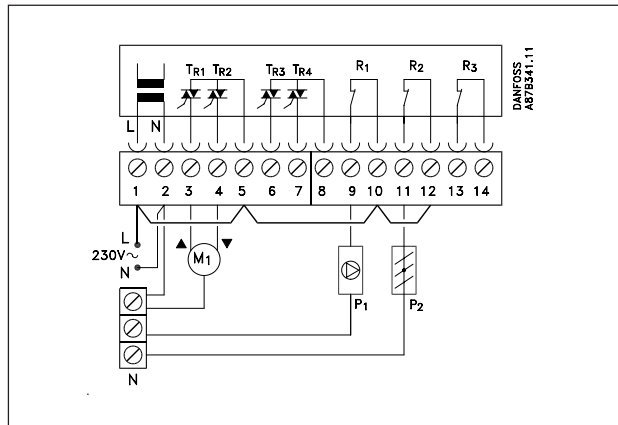 TR1 TR2 TR3 TR4 R1 R2 R3
DANFOSS
A87B341.11
L N
1 2 3 4 5 6 7 8 9 10 11 12 13 14
L
230V~
N
▲ M1 ▼
P1 P2
N